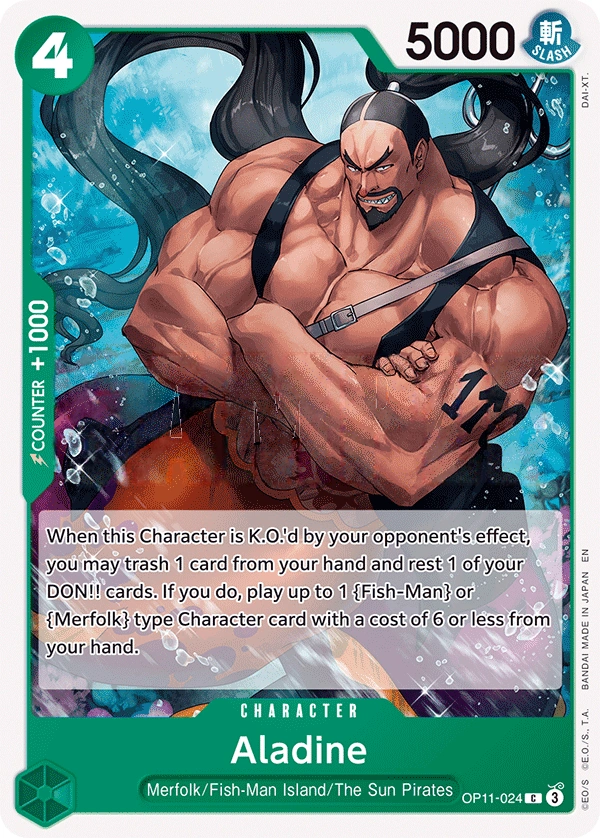 4
5000
斬
SLASH
DAI-XT.
COUNTER +1000
When this Character is K.O.'d by your opponent's effect,
you may trash 1 card from your hand and rest 1 of your
DON!! cards. If you do, play up to 1 {Fish-Man} or
{Merfolk} type Character card with a cost of 6 or less from
your hand.
CHARACTER
Aladine
Merfolk/Fish-Man Island/The Sun Pirates
OP11-024 C 3
©E.O/S ©E.O./S., T.A. BANDAI MADE IN JAPAN EN